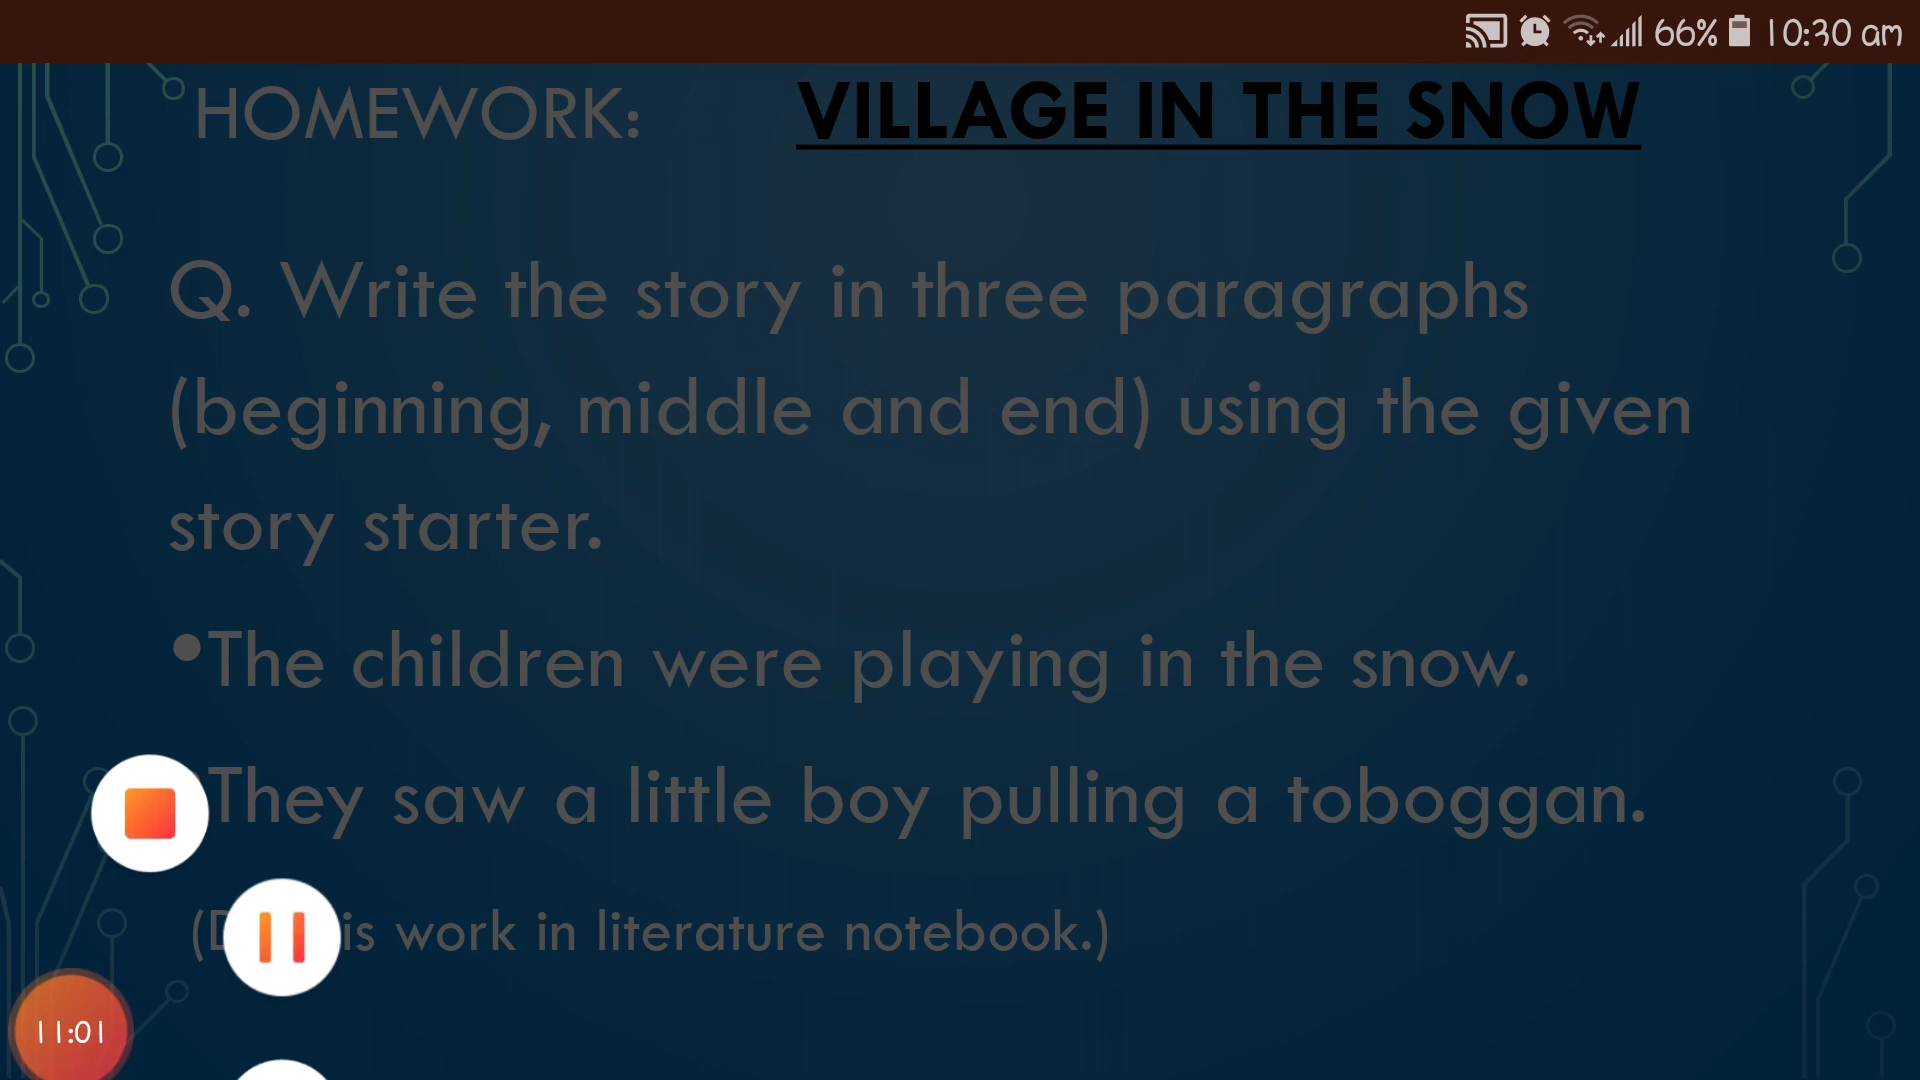 66% 10:30 am
HOMEWORK: VILLAGE IN THE SNOW
Q. Write the story in three paragraphs
(beginning, middle and end) using the given
story starter.
•The children were playing in the snow.
They saw a little boy pulling a toboggan.
is work in literature notebook.)
11:01